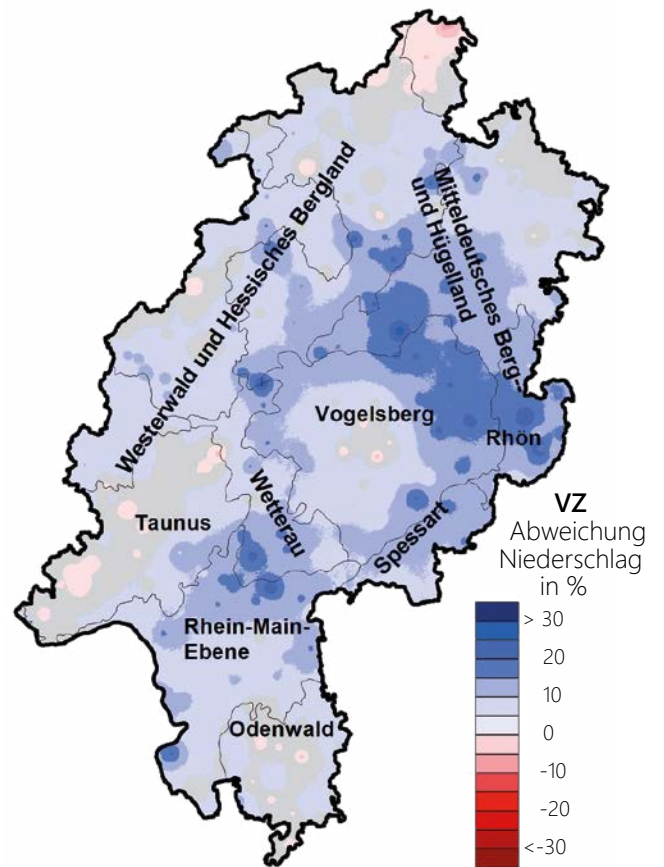 Westerwald und Hessisches Bergland
Mitteldeutsches Berg-
und Hügelland
Vogelsberg
Rhön
Taunus
Wetterau
Spessart
Rhein-Main-
Ebene
Odenwald
VZ
Abweichung
Niederschlag
in %
> 30
20
10
0
-10
-20
<-30